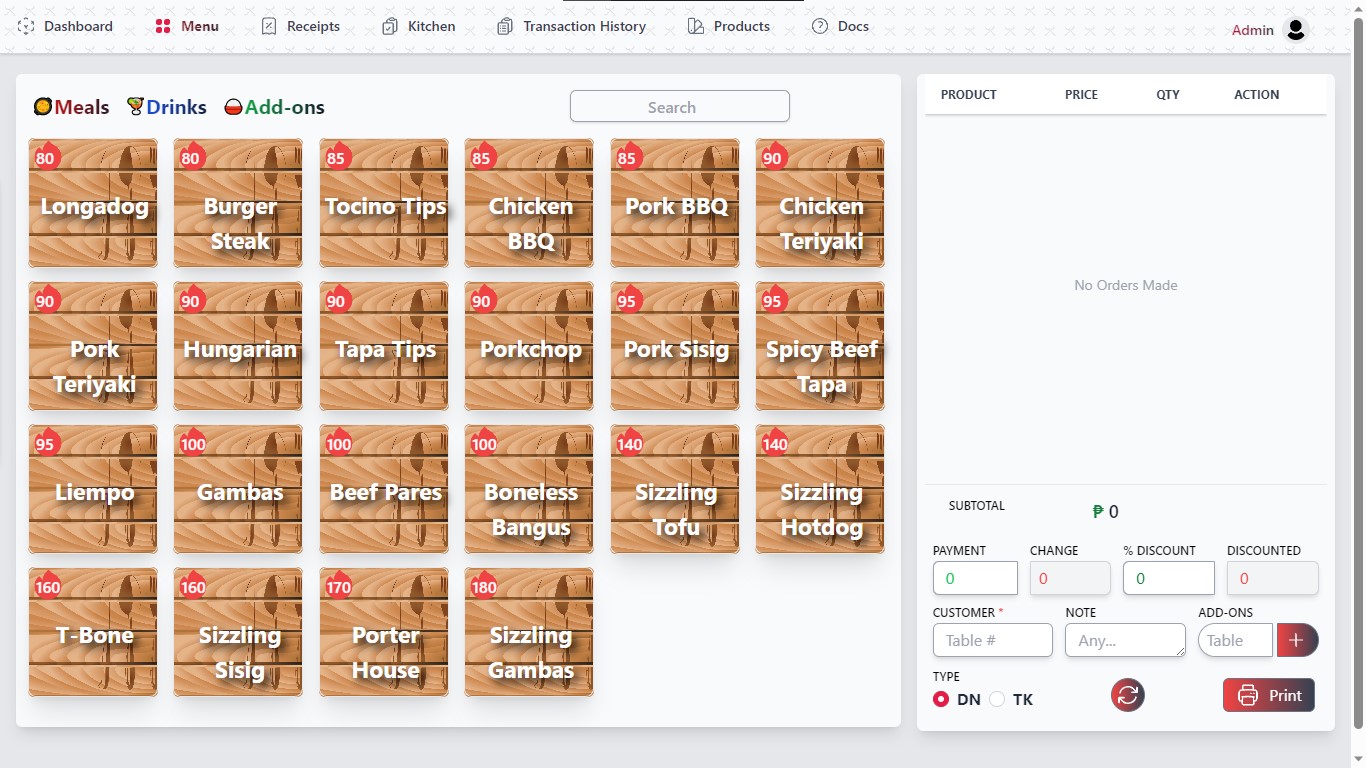 Dashboard Menu Receipts Kitchen Transaction History Products Docs Admin
Meals Drinks Add-ons Search
80 80 85 85 85 90
Longadog Burger Steak Tocino Tips Chicken BBQ Pork BBQ Chicken Teriyaki
90 90 90 90 95 95
Pork Teriyaki Hungarian Tapa Tips Porkchop Pork Sisig Spicy Beef Tapa
95 100 100 100 140 140
Liempo Gambas Beef Pares Boneless Bangus Sizzling Tofu Sizzling Hotdog
160 160 170 180
T-Bone Sizzling Sisig Porter House Sizzling Gambas
PRODUCT PRICE QTY ACTION
No Orders Made
SUBTOTAL ₱ 0
PAYMENT CHANGE % DISCOUNT DISCOUNTED
0 0 0 0
CUSTOMER * NOTE ADD-ONS
Table # Any... Table +
TYPE
DN TK Print